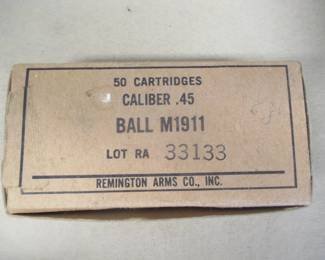 50 CARTRIDGES
CALIBER .45
BALL M1911
LOT RA 33133
REMINGTON ARMS CO., INC.